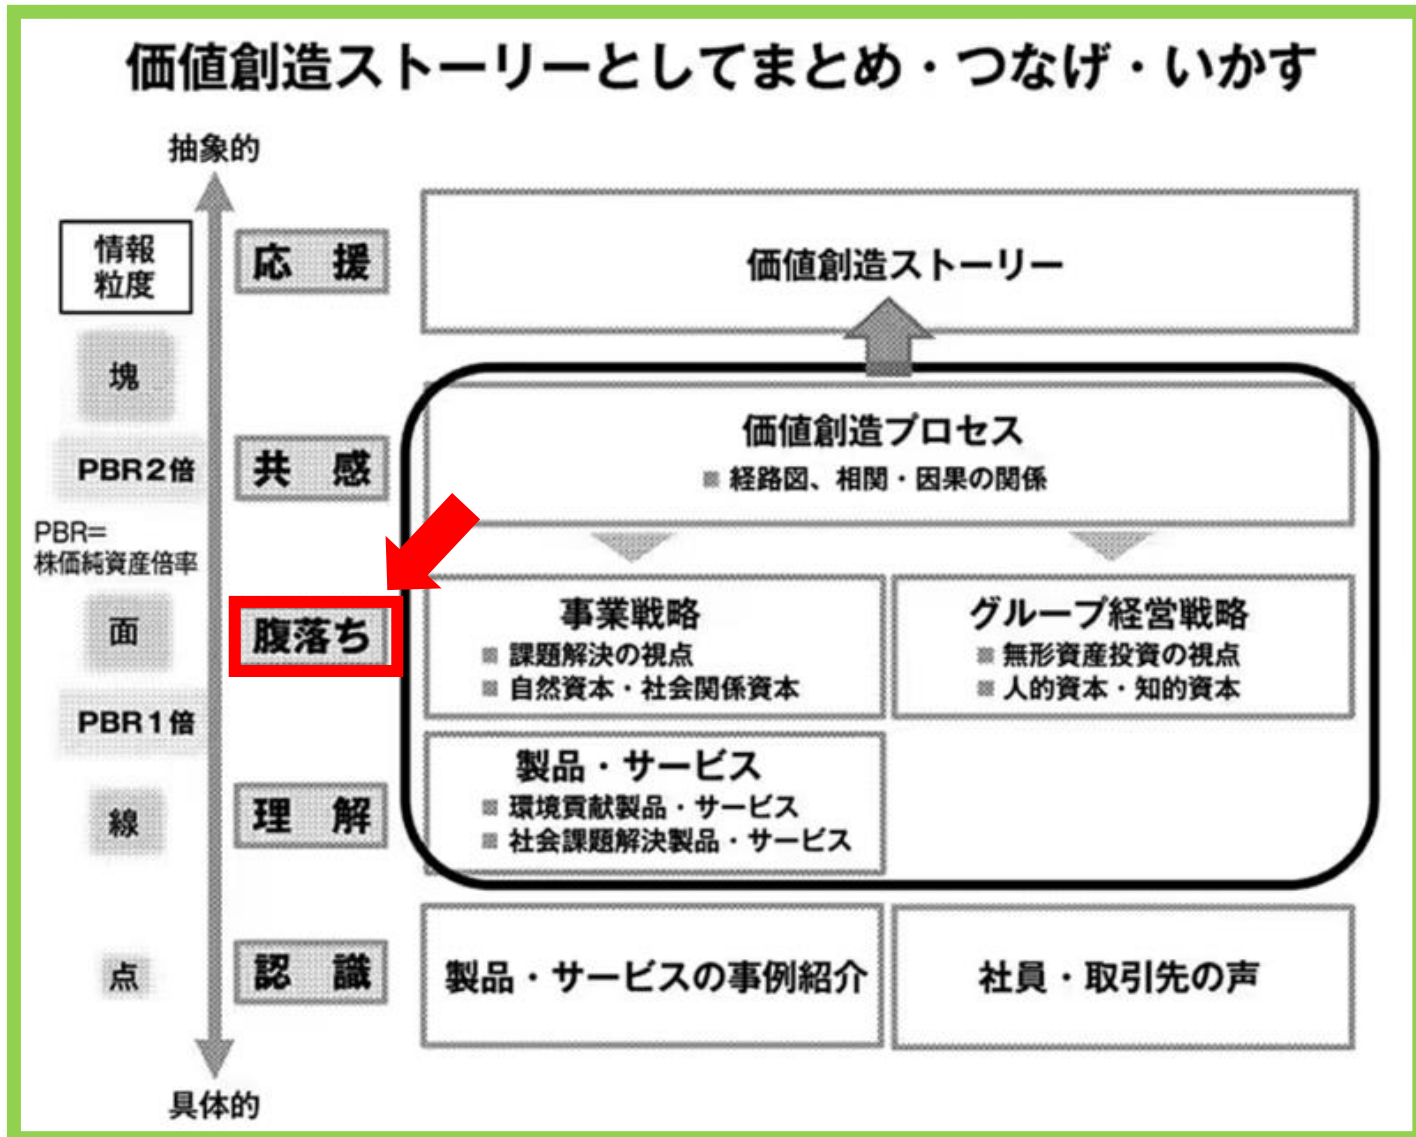 価値創造ストーリーとしてまとめ・つなげ・いかす
抽象的
情報
粒度
応援
価値創造ストーリー
塊
価値創造プロセス
PBR2倍
共感
経路図、相関・因果の関係
PBR=
株価純資産倍率
面
腹落ち
事業戦略
課題解決の視点
自然資本・社会関係資本
グループ経営戦略
無形資産投資の視点
人的資本・知的資本
PBR1倍
製品・サービス
線
理解
環境貢献製品・サービス
社会課題解決製品・サービス
点
認識
製品・サービスの事例紹介
社員・取引先の声
具体的